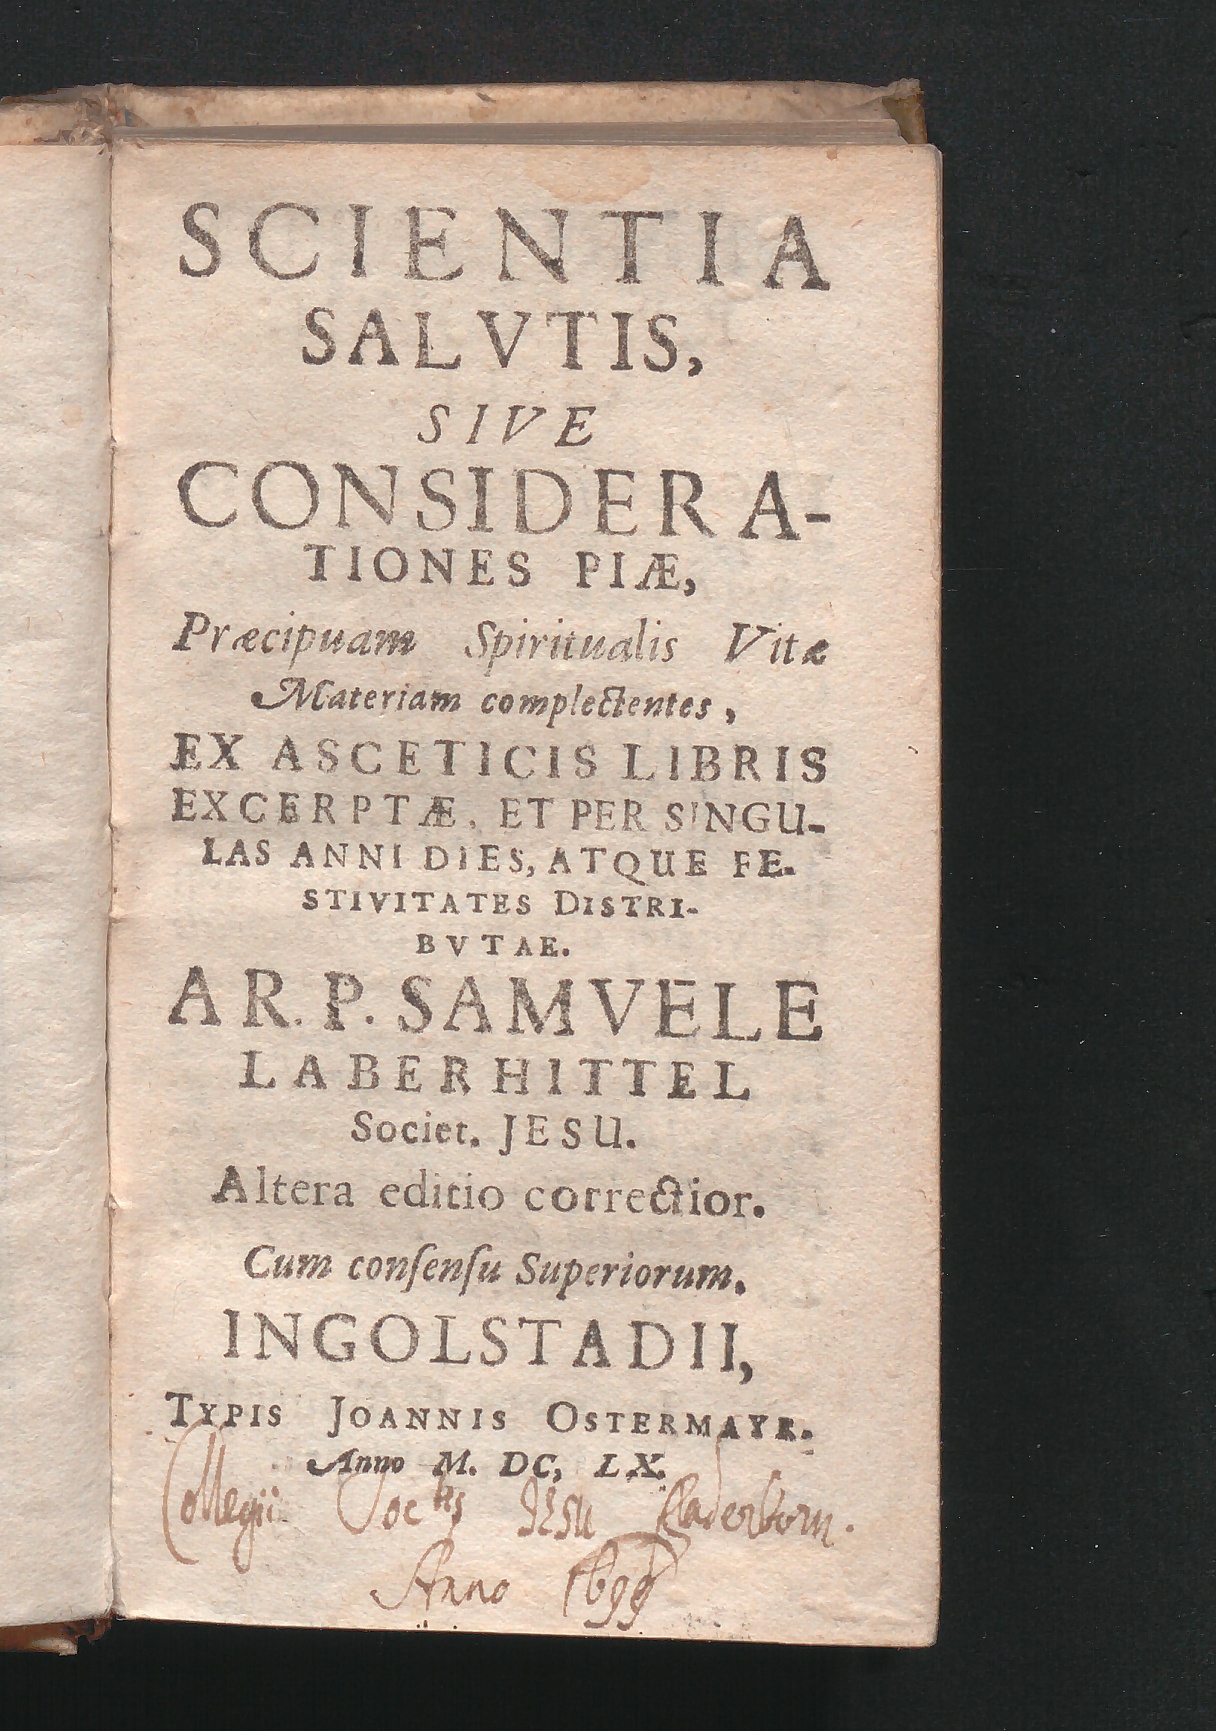 SCIENTIA
SALVTIS,
SIVE
CONSIDERA-
TIONES PIÆ,
Præcipuam Spiritualis Vitæ
Materiam complectentes,
EX ASCETICIS LIBRIS
EXCERPTÆ, ET PER SINGU-
LAS ANNI DIES, ATQUE FE-
STIVITATES DISTRI-
BVTAE.
A R. P. SAMVELE
LABERHITTEL
Societ. JESU.
Altera editio correctior.
Cum conſenſu Superiorum.
INGOLSTADII,
TYPIS JOANNIS OSTERMAYR.
Anno M. DC, LX.
Collegii Soctis Jesu Paderborn.
Anno 1699